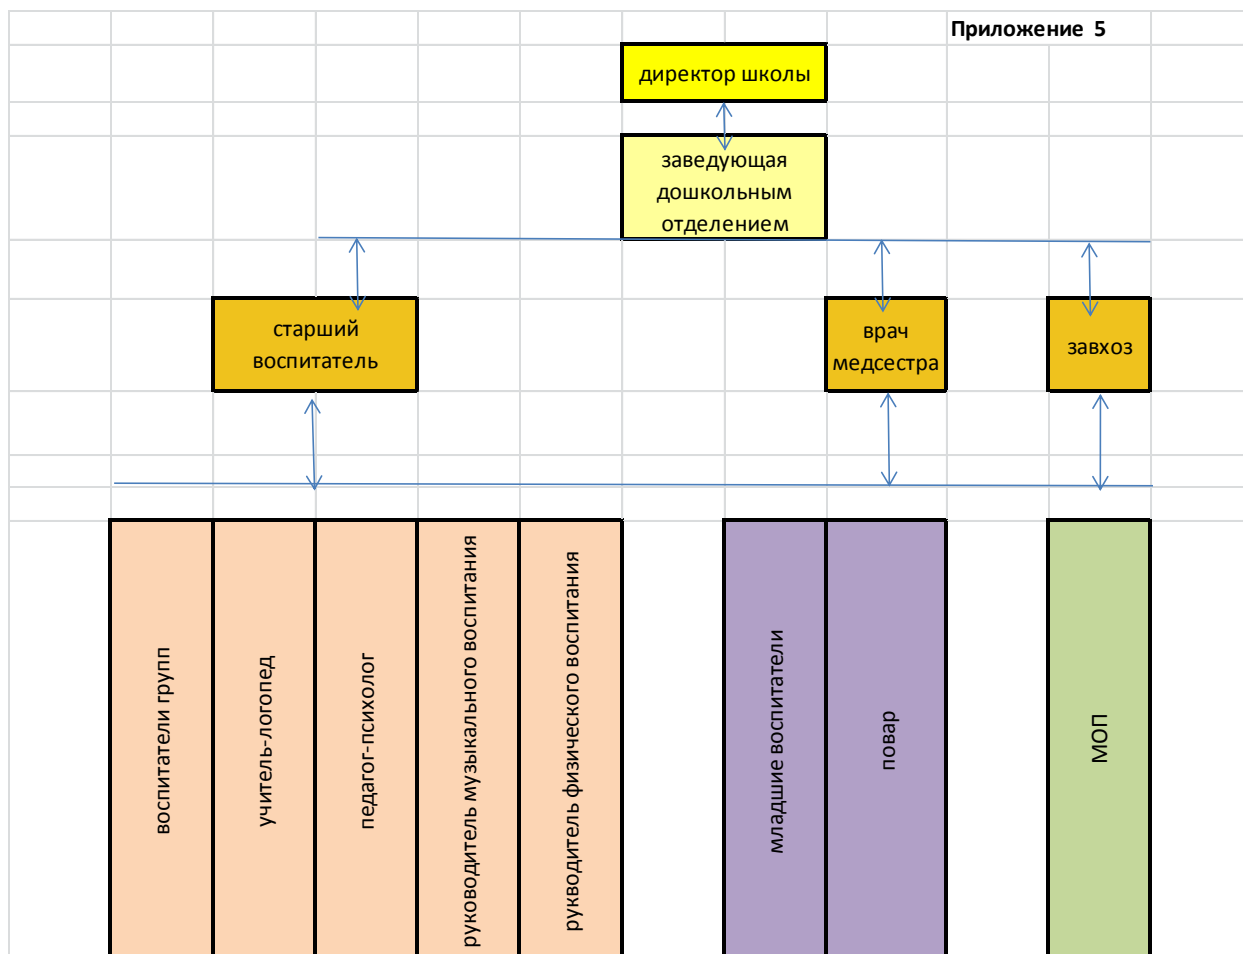 Приложение 5
директор школы
заведующая
дошкольным
отделением
старший
воспитатель
врач
медсестра
завхоз
воспитатели групп
учитель-логопед
педагог-психолог
руководитель музыкального воспитания
рукводитель физического воспитания
младшие воспитатели
повар
МОП